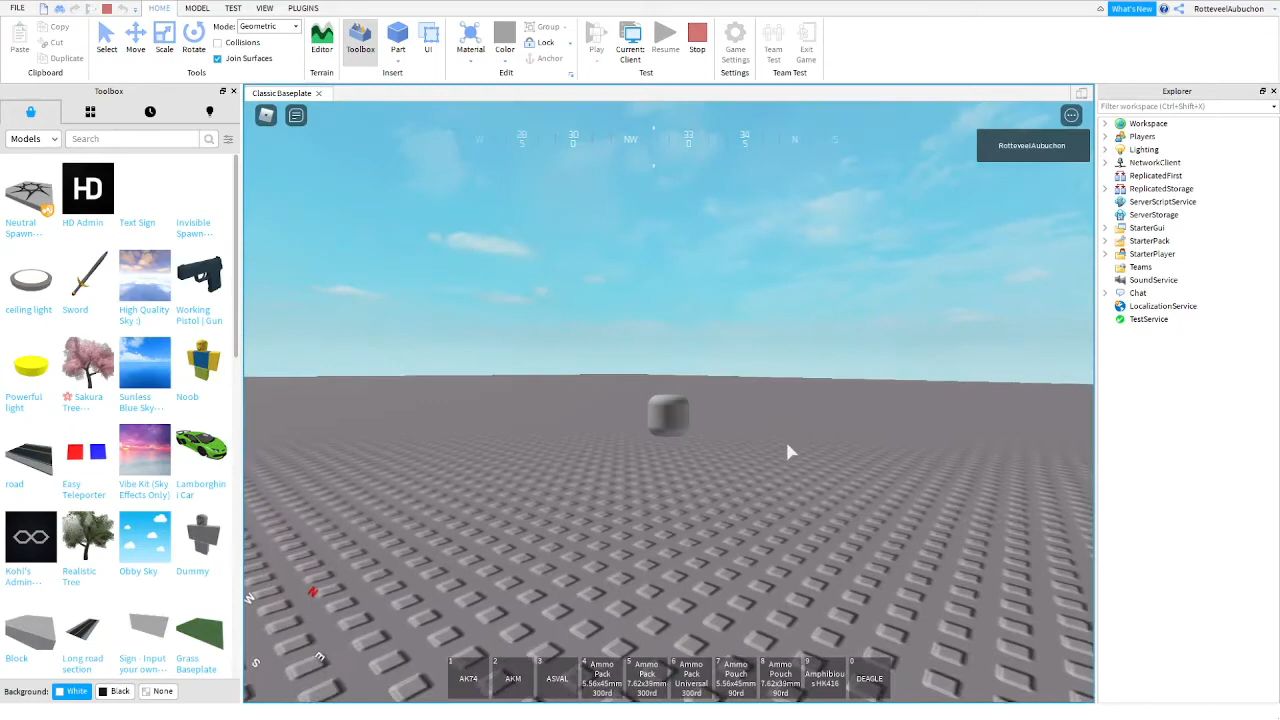 FILE HOME MODEL TEST VIEW PLUGINS What's New RotteveelAubuchon
Paste Copy Cut Duplicate Clipboard
Select Move Scale Rotate Mode: Geometric Collisions Join Surfaces Tools
Editor Terrain
Toolbox Part UI Insert
Material Color Group Lock Anchor Edit
Play Current: Client Resume Stop Test
Game Settings Settings
Team Test Exit Game Team Test
Toolbox
Models Search
Neutral Spawn··· HD Admin Text Sign Invisible Spawn···
HD
ceiling light Sword High Quality Sky :) Working Pistol | Gun
Powerful light 🌸 Sakura Tree··· Sunless Blue Sky··· Noob
road Easy Teleporter Vibe Kit (Sky Effects Only) Lamborghini Car
Kohl's Admin··· Realistic Tree Obby Sky Dummy
Block Long road section Sign - Input your own··· Grass Baseplate
Background: White Black None
ClassicBaseplate
W 285 300 NW 330 345 N S
RotteveelAubuchon
W N
S E
1 AK74
2 AKM
3 ASVAL
4 Ammo Pack 5.56x45mm 300rd
5 Ammo Pack 7.62x39mm 300rd
6 Ammo Pack Universal 300rd
7 Ammo Pouch 5.56x45mm 90rd
8 Ammo Pouch 7.62x39mm 90rd
9 AmphibiousHK416
0 DEAGLE
Explorer
Filter workspace (Ctrl+Shift+X)
Workspace
Players
Lighting
NetworkClient
ReplicatedFirst
ReplicatedStorage
ServerScriptService
ServerStorage
StarterGui
StarterPack
StarterPlayer
Teams
SoundService
Chat
LocalizationService
TestService